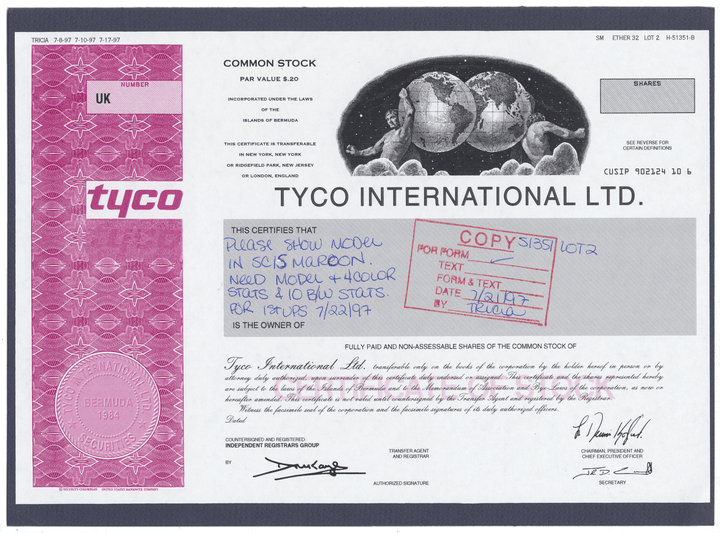 TRICIA 7-8-97 7-10-97 7-17-97
SM ETHER 32 LOT 2 H-51351-B
NUMBER
UK
COMMON STOCK
PAR VALUE $.20
INCORPORATED UNDER THE LAWS
OF THE
ISLANDS OF BERMUDA
THIS CERTIFICATE IS TRANSFERABLE
IN NEW YORK, NEW YORK
OR RIDGEFIELD PARK, NEW JERSEY
OR LONDON, ENGLAND
SHARES
SEE REVERSE FOR
CERTAIN DEFINITIONS
CUSIP 902124 10 6
tyco
TYCO INTERNATIONAL LTD.
THIS CERTIFIES THAT
PLEASE SHOW MODEL
IN SC15 MAROON.
NEED MODEL + 4COLOR
STATS & 10 B/W STATS.
FOR 1ST UPS 7/22/97
COPY 51351 LOT 2
FOR FORM
TEXT
FORM & TEXT
DATE 7/21/97
BY TRICIA
IS THE OWNER OF
FULLY PAID AND NON-ASSESSABLE SHARES OF THE COMMON STOCK OF
Tyco International Ltd. transferable only on the books of the corporation by the holder hereof in person or by
attorney duly authorized, upon surrender of this certificate duly endorsed or assigned. This certificate and the shares represented hereby
are subject to the laws of the Islands of Bermuda and to the Memorandum of Association and Bye-Laws of the corporation, as now or
hereafter amended. This certificate is not valid until countersigned by the Transfer Agent and registered by the Registrar.
Witness the facsimile seal of the corporation and the facsimile signatures of its duly authorized officers.
Dated
TYCO INTERNATIONAL LTD.
BERMUDA
1984
SECURITIES
COUNTERSIGNED AND REGISTERED:
INDEPENDENT REGISTRARS GROUP
BY
TRANSFER AGENT
AND REGISTRAR
AUTHORIZED SIGNATURE
CHAIRMAN, PRESIDENT AND
CHIEF EXECUTIVE OFFICER
SECRETARY